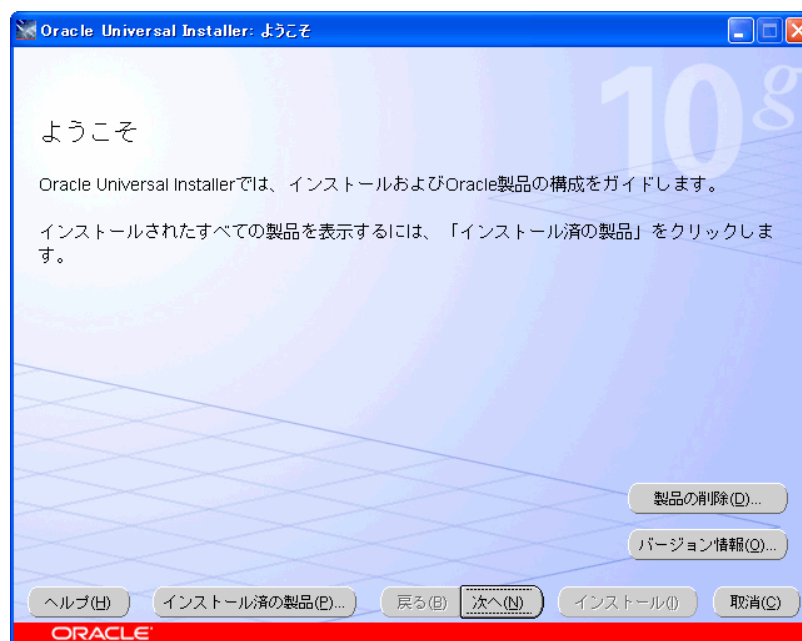 Oracle Universal Installer: ようこそ
10g
ようこそ
Oracle Universal Installerでは、インストールおよびOracle製品の構成をガイドします。
インストールされたすべての製品を表示するには、「インストール済の製品」をクリックしま
す。
製品の削除(D)...
バージョン情報(O)...
ヘルプ(H) インストール済の製品(P)... 戻る(B) 次へ(N) インストール(I) 取消(C)
ORACLE